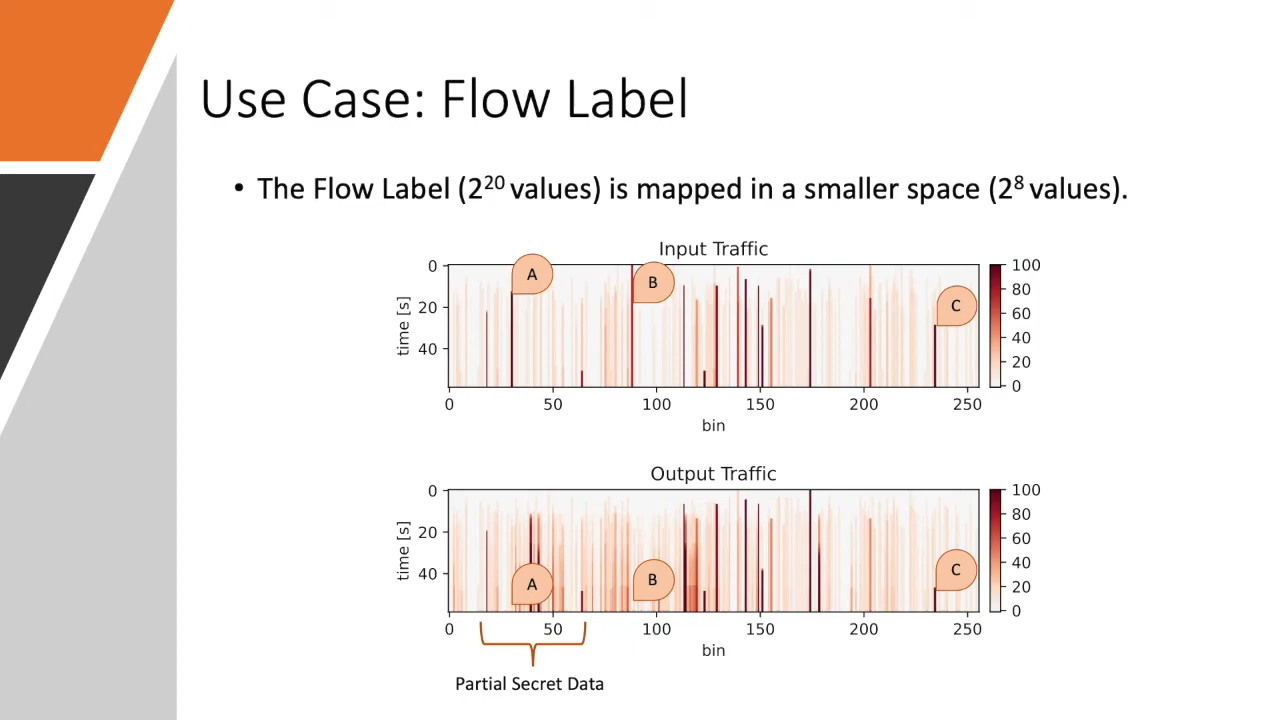 Use Case: Flow Label
• The Flow Label (2²⁰ values) is mapped in a smaller space (2⁸ values).
Input Traffic
A
B
C
0
20
40
time [s]
0 50 100 150 200 250
bin
100
80
60
40
20
0
Output Traffic
A
B
C
0
20
40
time [s]
0 50 100 150 200 250
bin
100
80
60
40
20
0
Partial Secret Data